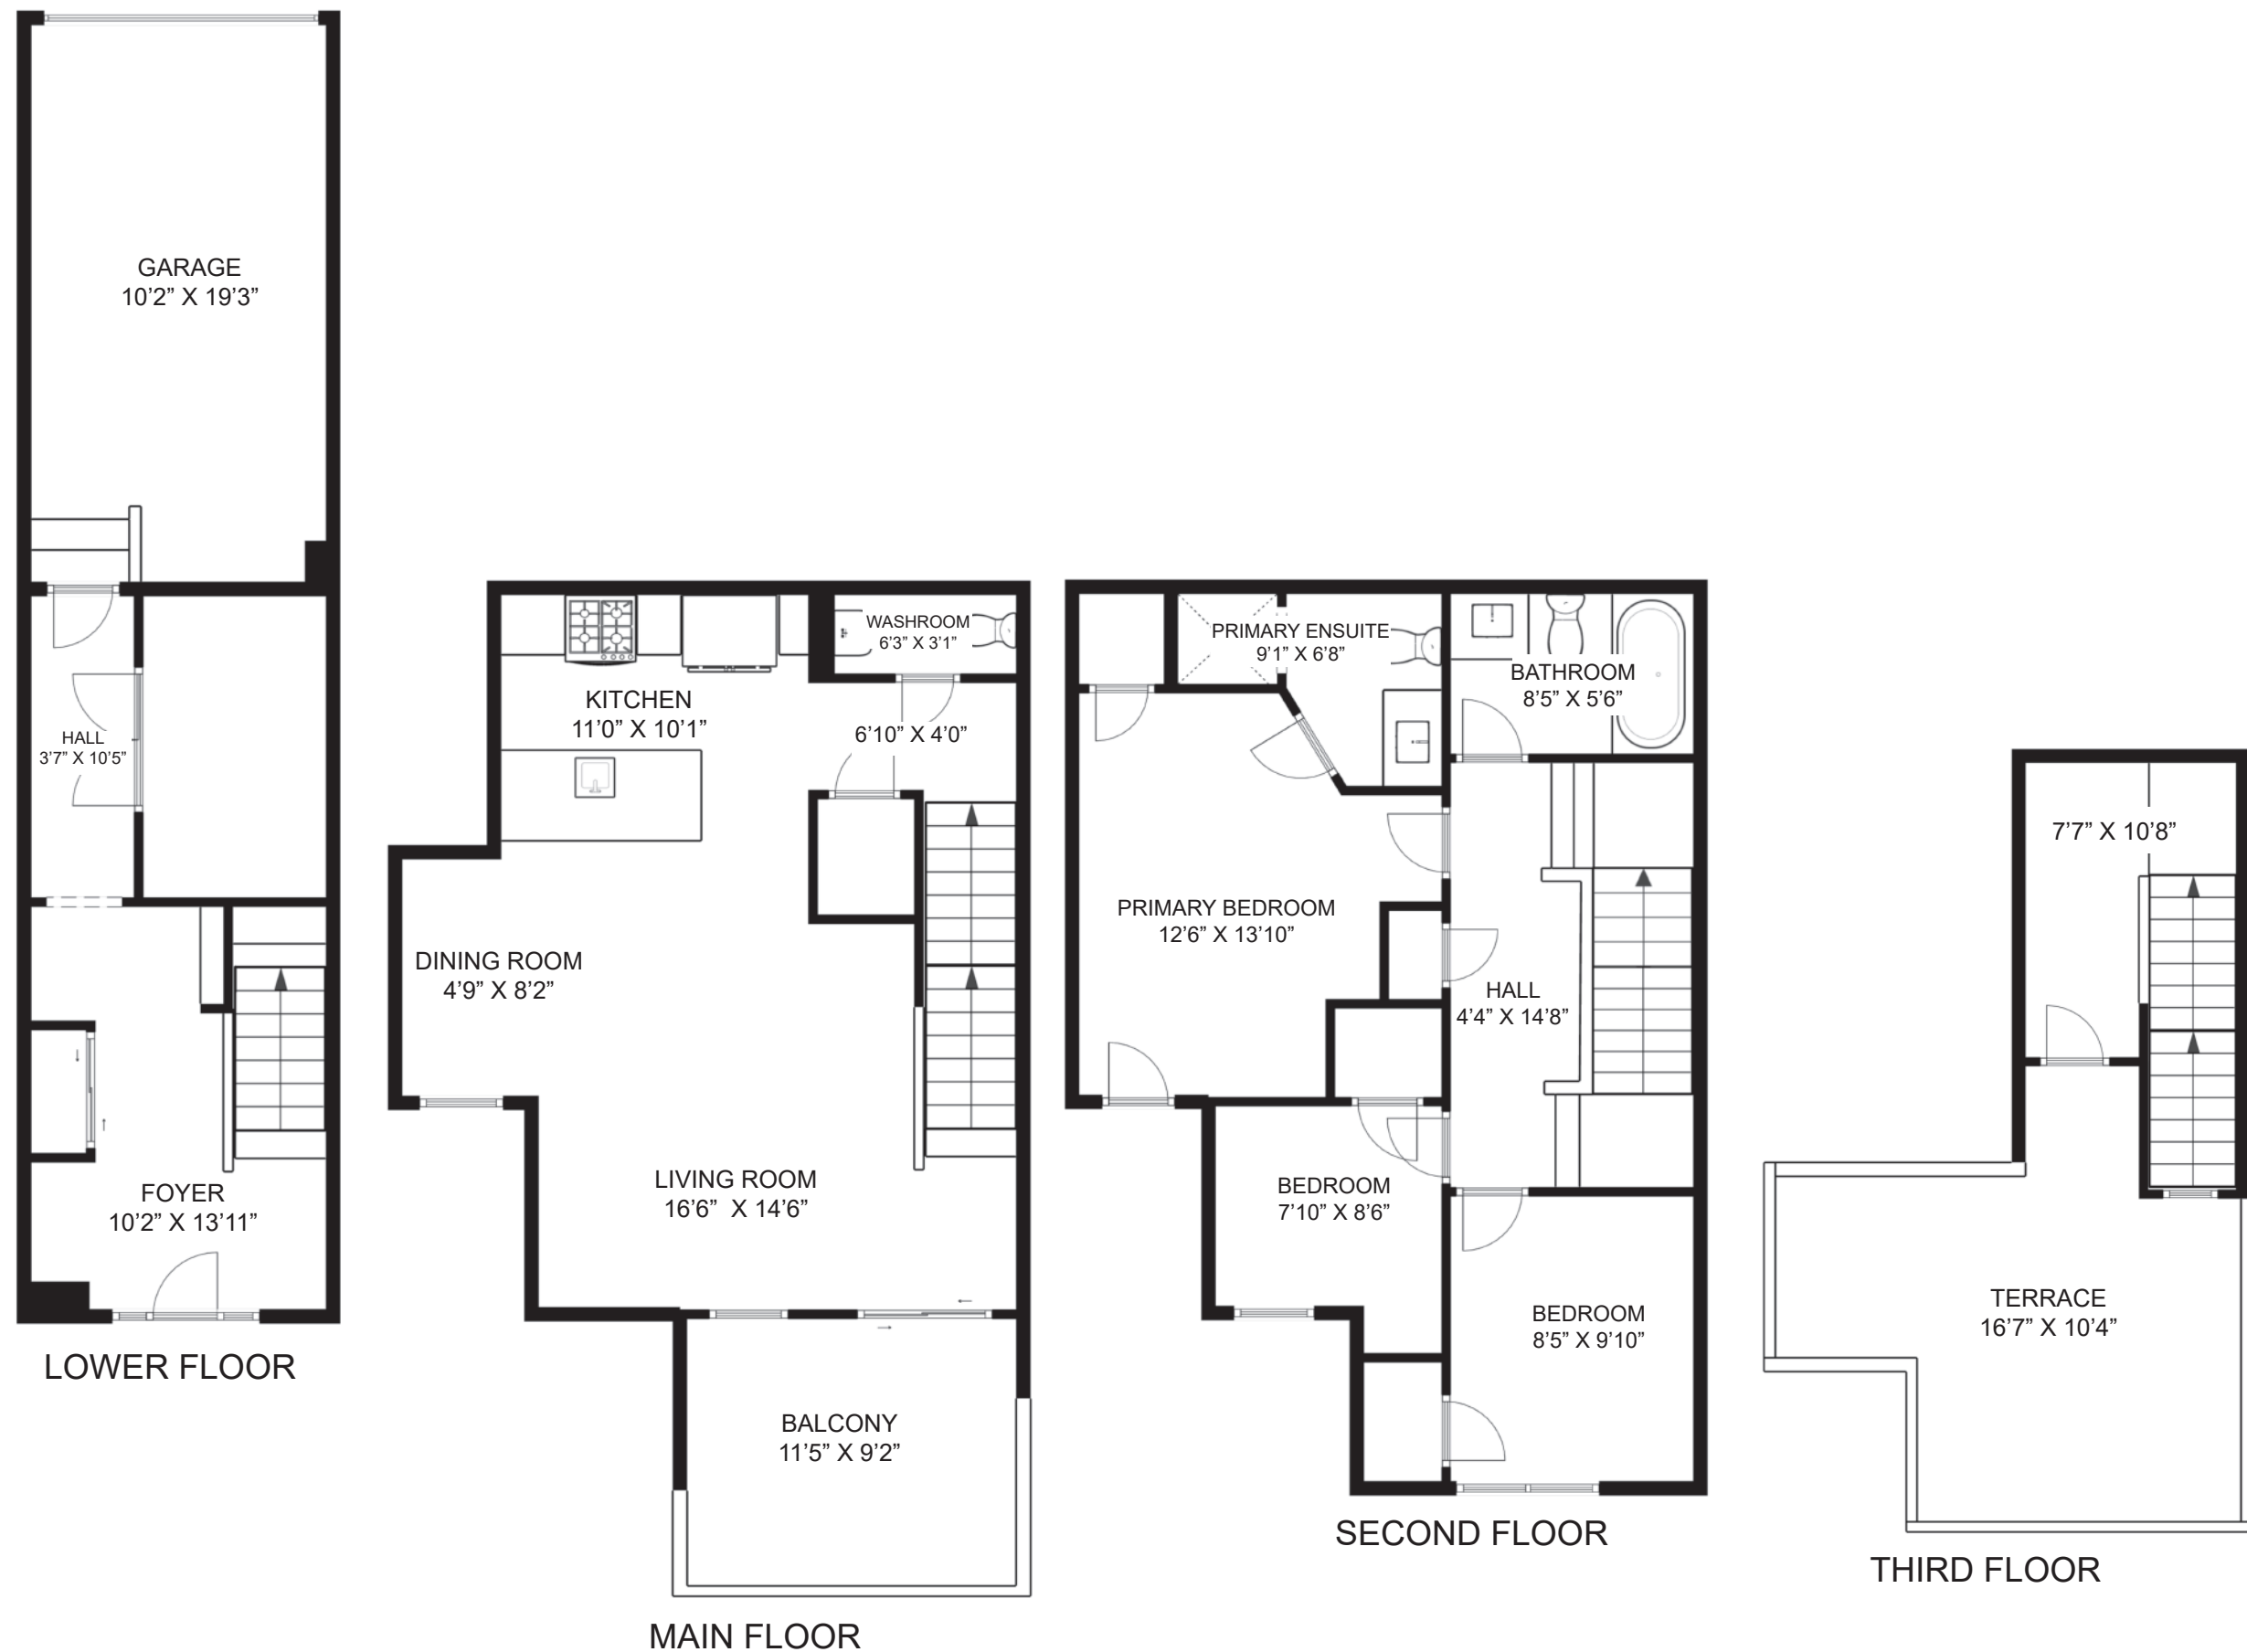 GARAGE
10’2” X 19’3”
HALL
3’7” X 10’5”
FOYER
10’2” X 13’11”
LOWER FLOOR
WASHROOM
6’3” X 3’1”
KITCHEN
11’0” X 10’1”
6’10” X 4’0”
DINING ROOM
4’9” X 8’2”
LIVING ROOM
16’6” X 14’6”
BALCONY
11’5” X 9’2”
MAIN FLOOR
PRIMARY ENSUITE
9’1” X 6’8”
BATHROOM
8’5” X 5’6”
PRIMARY BEDROOM
12’6” X 13’10”
HALL
4’4” X 14’8”
BEDROOM
7’10” X 8’6”
BEDROOM
8’5” X 9’10”
SECOND FLOOR
7’7” X 10’8”
TERRACE
16’7” X 10’4”
THIRD FLOOR